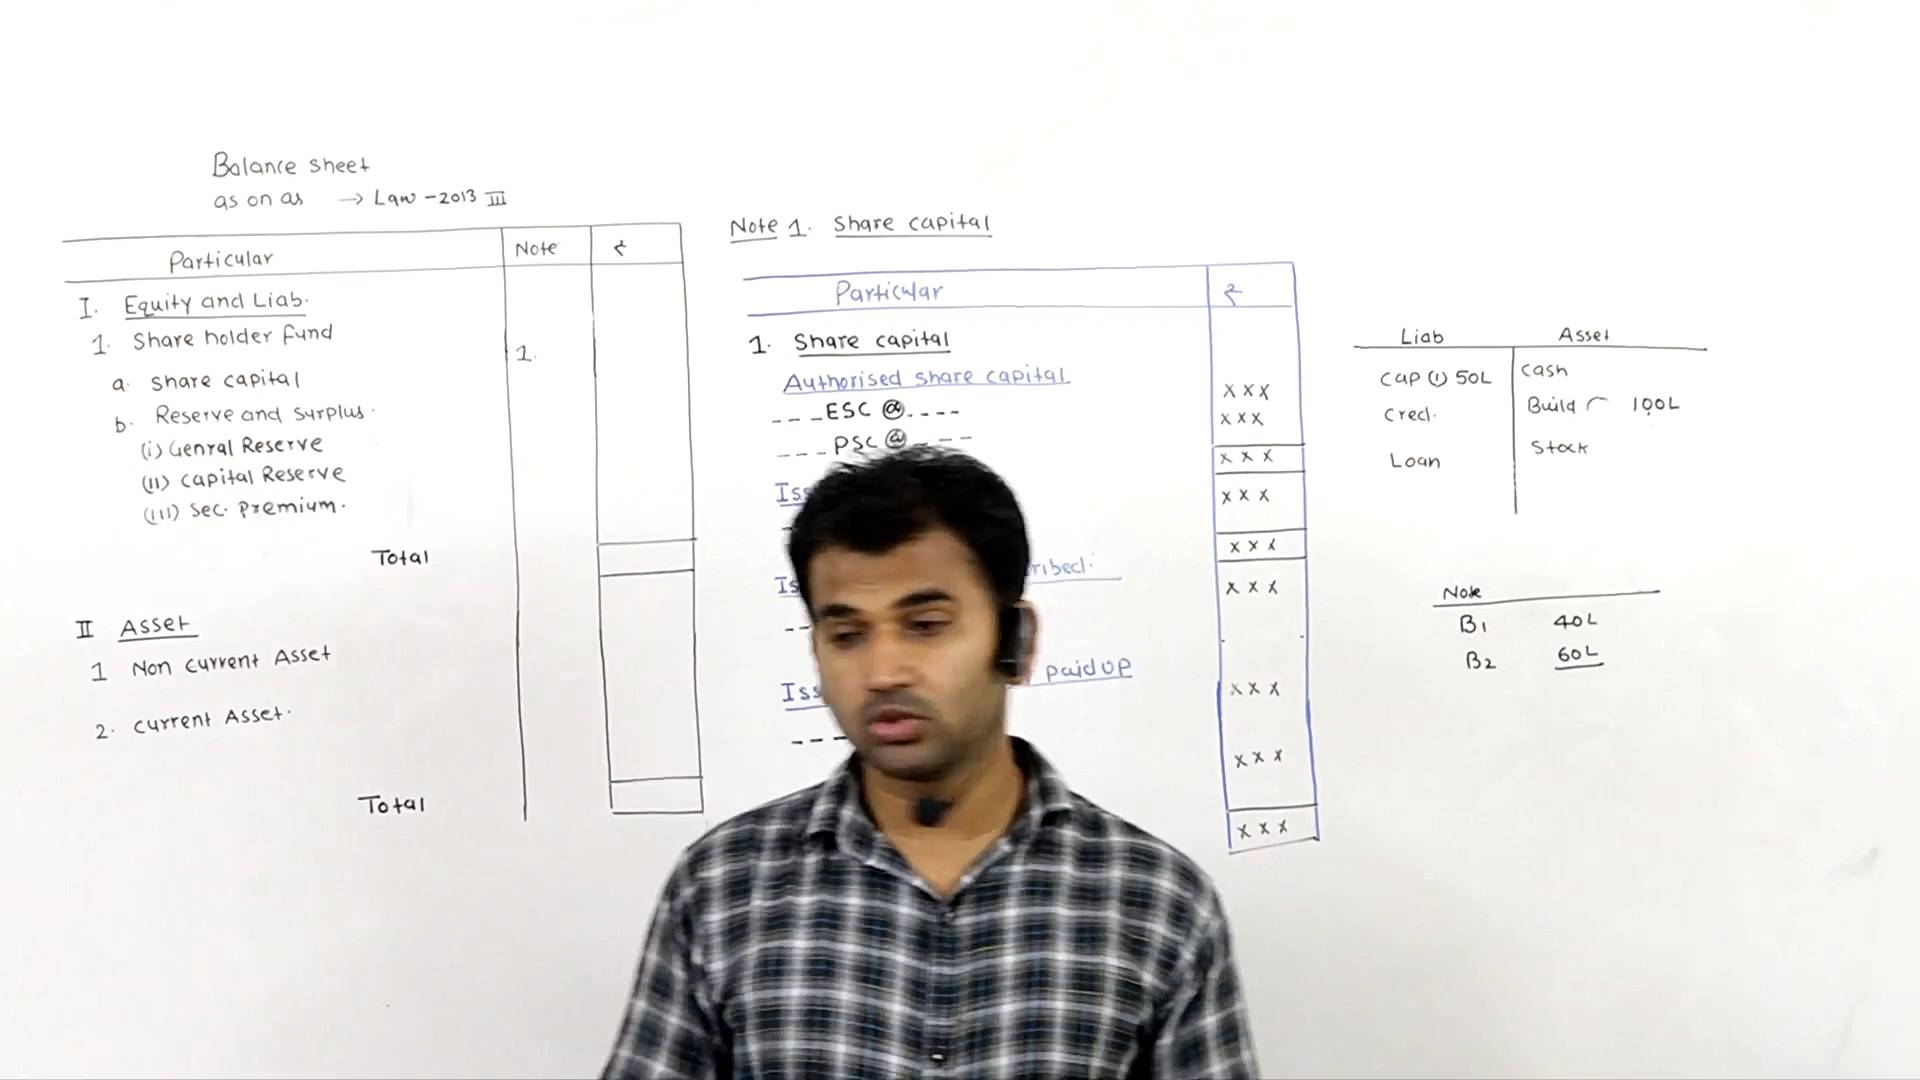 Balance sheet
as on as → Law - 2013 III
Particular Note ₹
I. Equity and Liab.
1. Share holder fund
1.
a. Share capital
b. Reserve and surplus.
(i) Genral Reserve
(ii) Capital Reserve
(iii) Sec. Premium.
Total
II Asset
1 Non Current Asset
2. Current Asset.
Total
Note 1. Share capital
Particular ₹
1. Share capital
Authorised share capital
---ESC @---- xxx
---PSC @---- xxx
xxx
xxx
xxx
ribed.
xxx
paid up
xxx
xxx
xxx
Liab Asset
Cap (1) 50L Cash
Cred. Build 100L
Loan Stock
Note
B1 40L
B2 60L